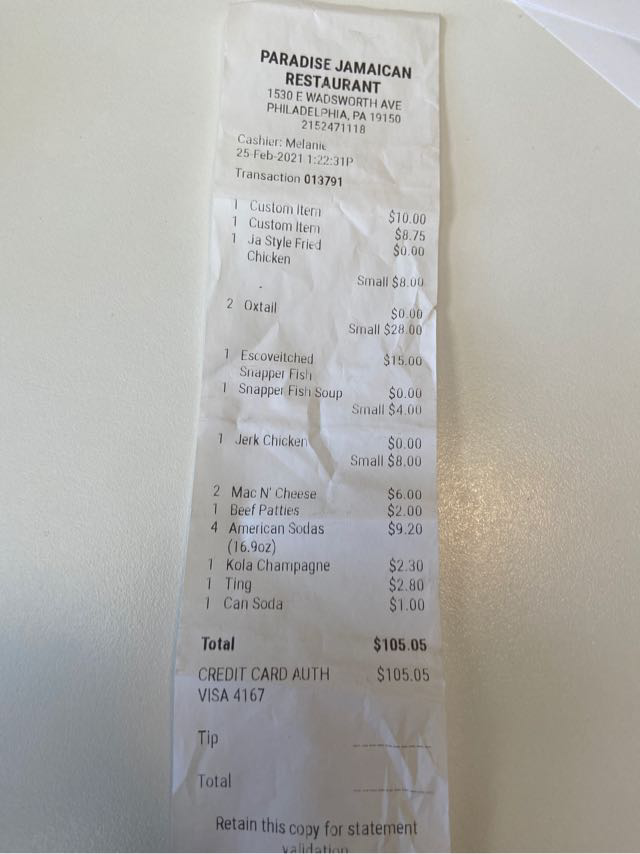 PARADISE JAMAICAN
RESTAURANT
1530 E WADSWORTH AVE
PHILADELPHIA, PA 19150
2152471118
Cashier: Melanie
25-Feb-2021 1:22:31P
Transaction 013791
1 Custom Item $10.00
1 Custom Item $8.75
1 Ja Style Fried $0.00
Chicken
Small $8.00
2 Oxtail $0.00
Small $28.00
1 Escoveitched $15.00
Snapper Fish
1 Snapper Fish Soup $0.00
Small $4.00
1 Jerk Chicken $0.00
Small $8.00
2 Mac N' Cheese $6.00
1 Beef Patties $2.00
4 American Sodas $9.20
(16.9oz)
1 Kola Champagne $2.30
1 Ting $2.80
1 Can Soda $1.00
Total $105.05
CREDIT CARD AUTH $105.05
VISA 4167
Tip
Total
Retain this copy for statement
validation